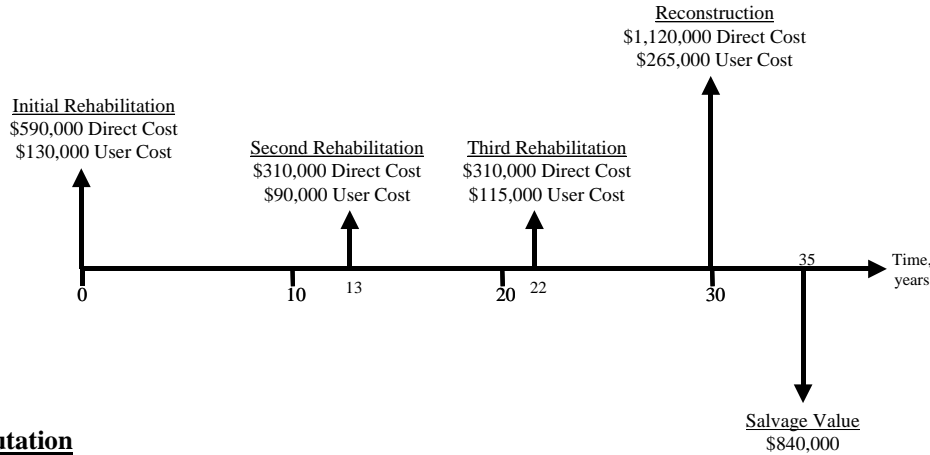 Reconstruction
$1,120,000 Direct Cost
$265,000 User Cost
Initial Rehabilitation
$590,000 Direct Cost
$130,000 User Cost
Second Rehabilitation
$310,000 Direct Cost
$90,000 User Cost
Third Rehabilitation
$310,000 Direct Cost
$115,000 User Cost
35
Time,
years
0
10
13
20
22
30
Salvage Value
$840,000